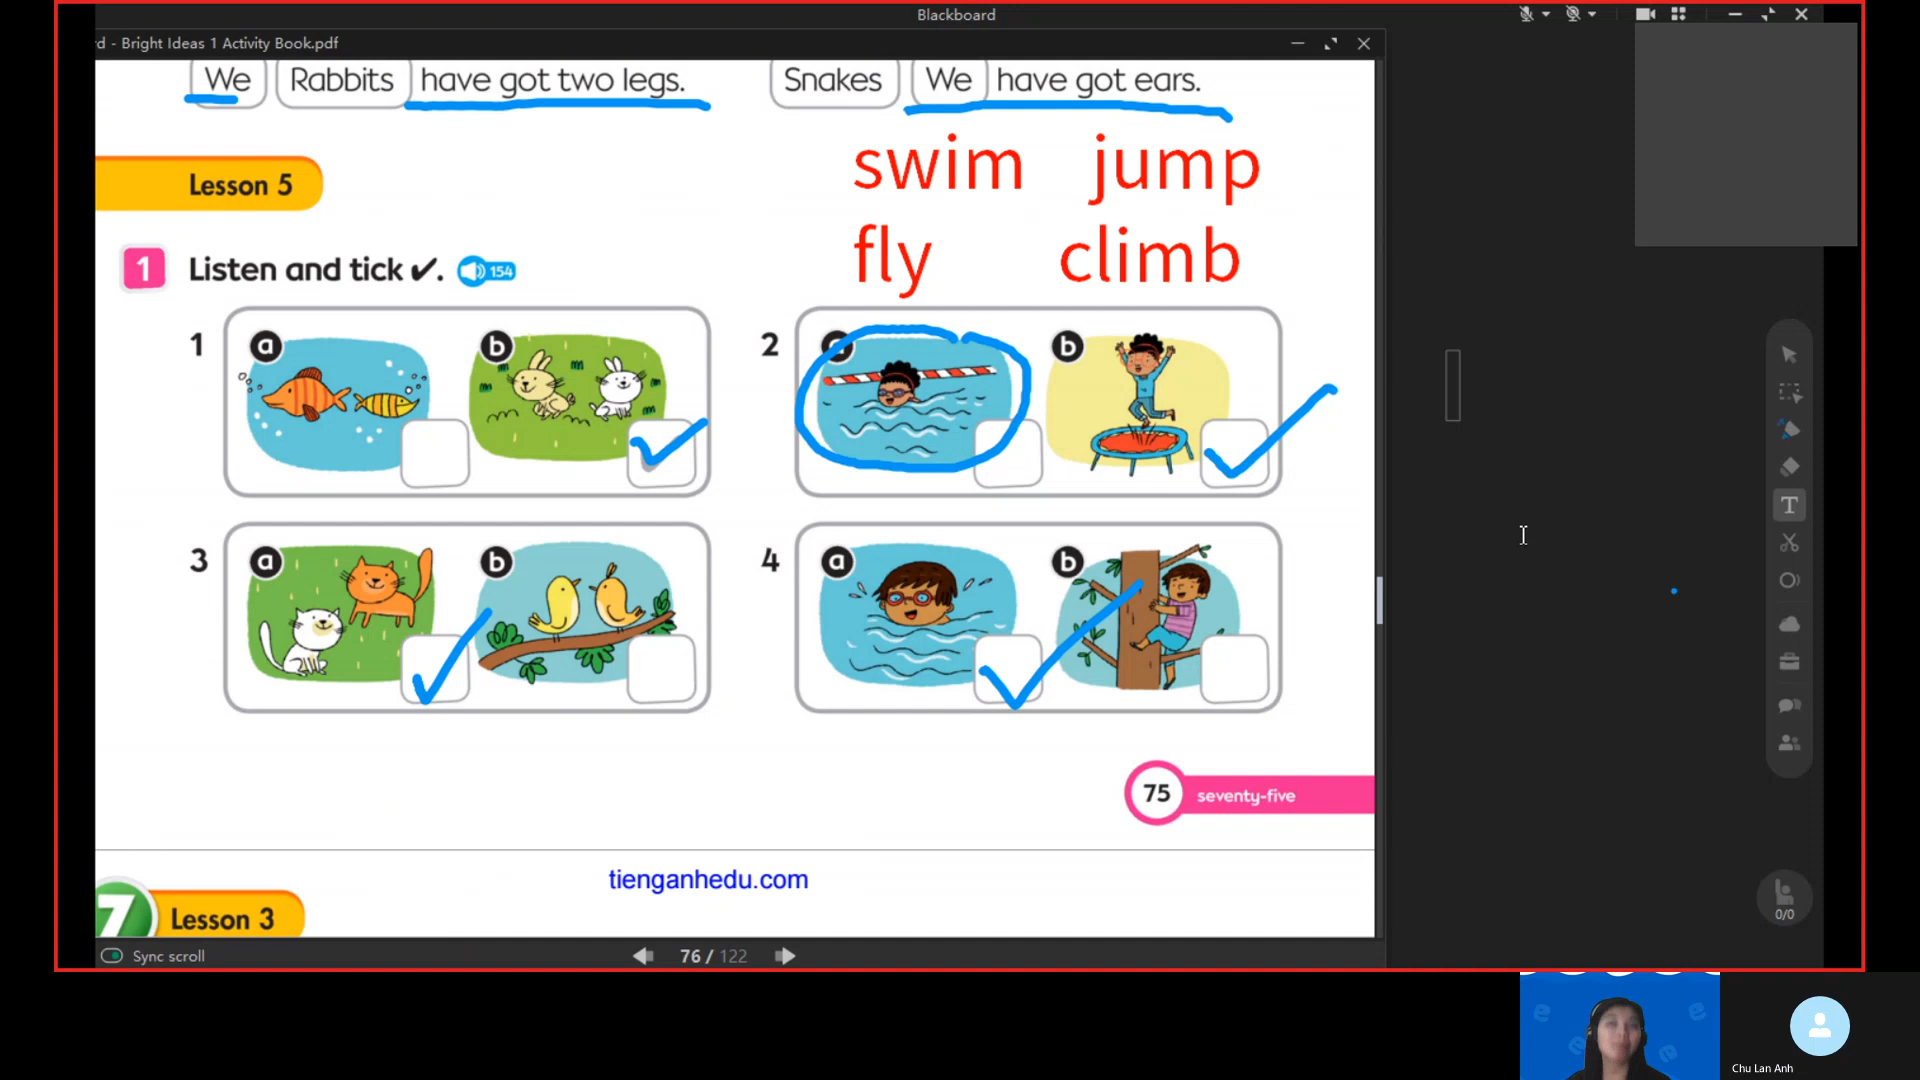 Blackboard
rd - Bright Ideas 1 Activity Book.pdf
We Rabbits have got two legs.
Snakes We have got ears.
swim jump
fly climb
Lesson 5
1 Listen and tick ✔. 154
1 a b
2 b
3 a b
4 a b
75 seventy-five
tienganhedu.com
7 Lesson 3
Sync scroll
76 / 122
T
0/0
Chu Lan Anh